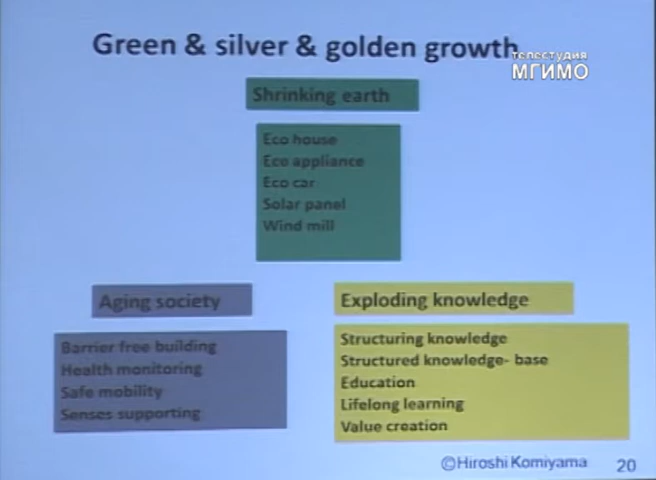 Green & silver & golden growth
телестудия
МГИМО
Shrinking earth
Eco house
Eco appliance
Eco car
Solar panel
Wind mill
Aging society
Barrier free building
Health monitoring
Safe mobility
Senses supporting
Exploding knowledge
Structuring knowledge
Structured knowledge- base
Education
Lifelong learning
Value creation
©Hiroshi Komiyama
20